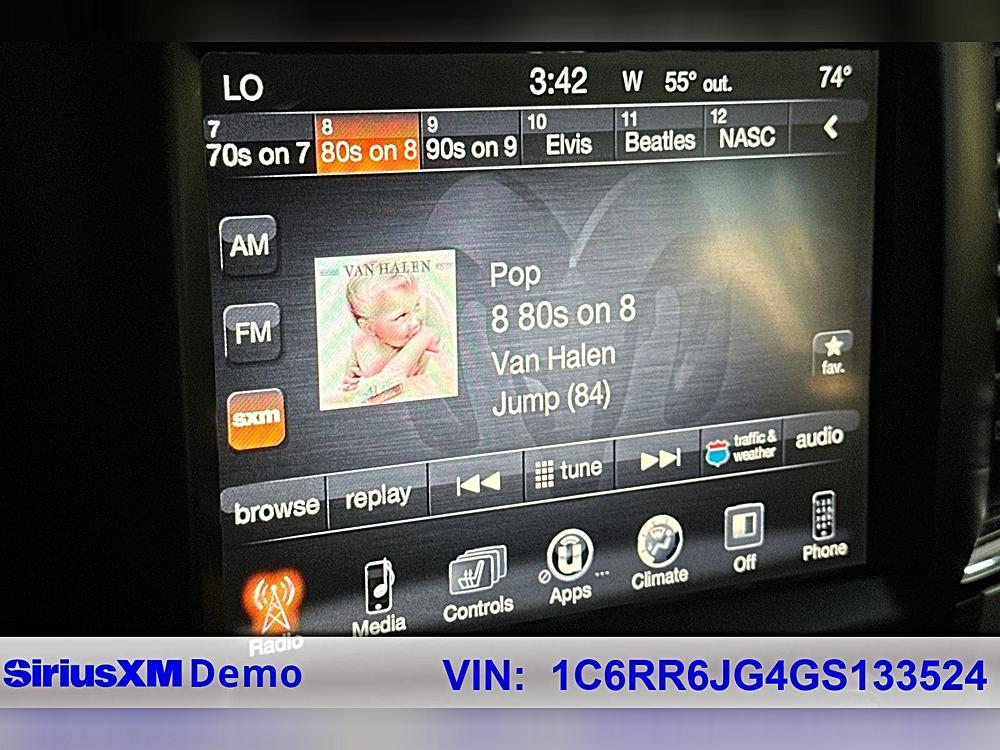 LO 3:42 W 55° out. 74°
7 8 9 10 11 12
70s on 7 80s on 8 90s on 9 Elvis Beatles NASC
AM
VAN HALEN
Pop
8 80s on 8
FM
Van Halen
fav.
Jump (84)
sxm
browse replay tune traffic & weather audio
Radio Media Controls Apps ... Climate Off Phone
SiriusXM Demo VIN: 1C6RR6JG4GS133524